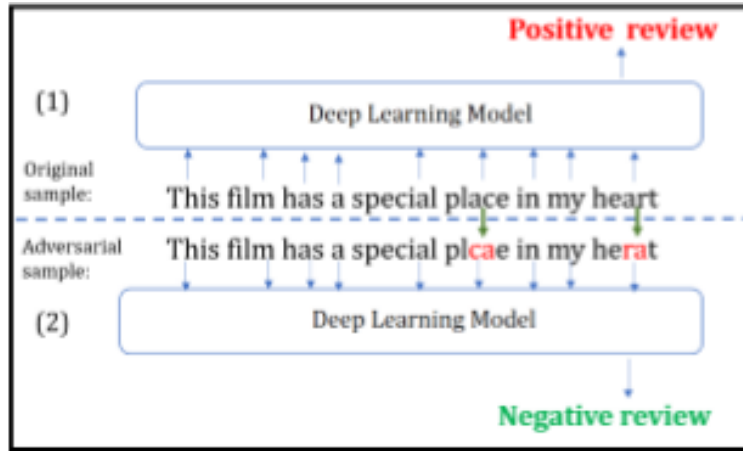 Positive review
(1)
Deep Learning Model
Original
sample:
This film has a special place in my heart
Adversarial
sample:
This film has a special plcae in my herat
(2)
Deep Learning Model
Negative review